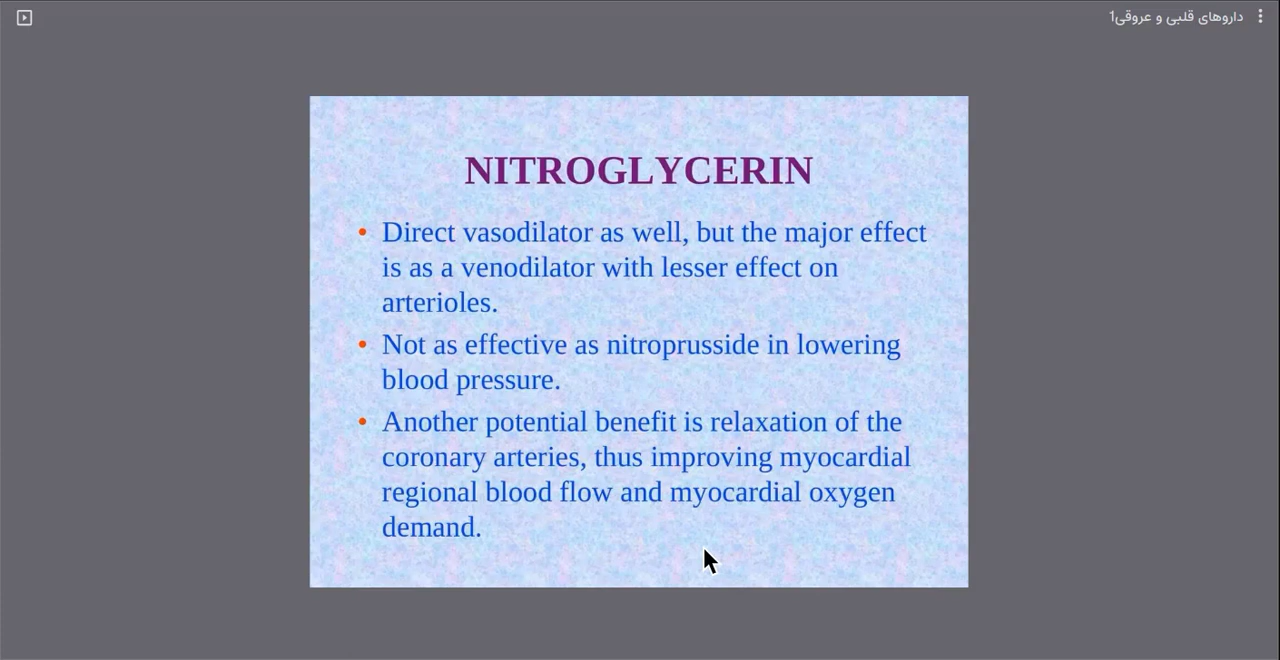 داروهای قلبی و عروقی1
NITROGLYCERIN
• Direct vasodilator as well, but the major effect
is as a venodilator with lesser effect on
arterioles.
• Not as effective as nitroprusside in lowering
blood pressure.
• Another potential benefit is relaxation of the
coronary arteries, thus improving myocardial
regional blood flow and myocardial oxygen
demand.